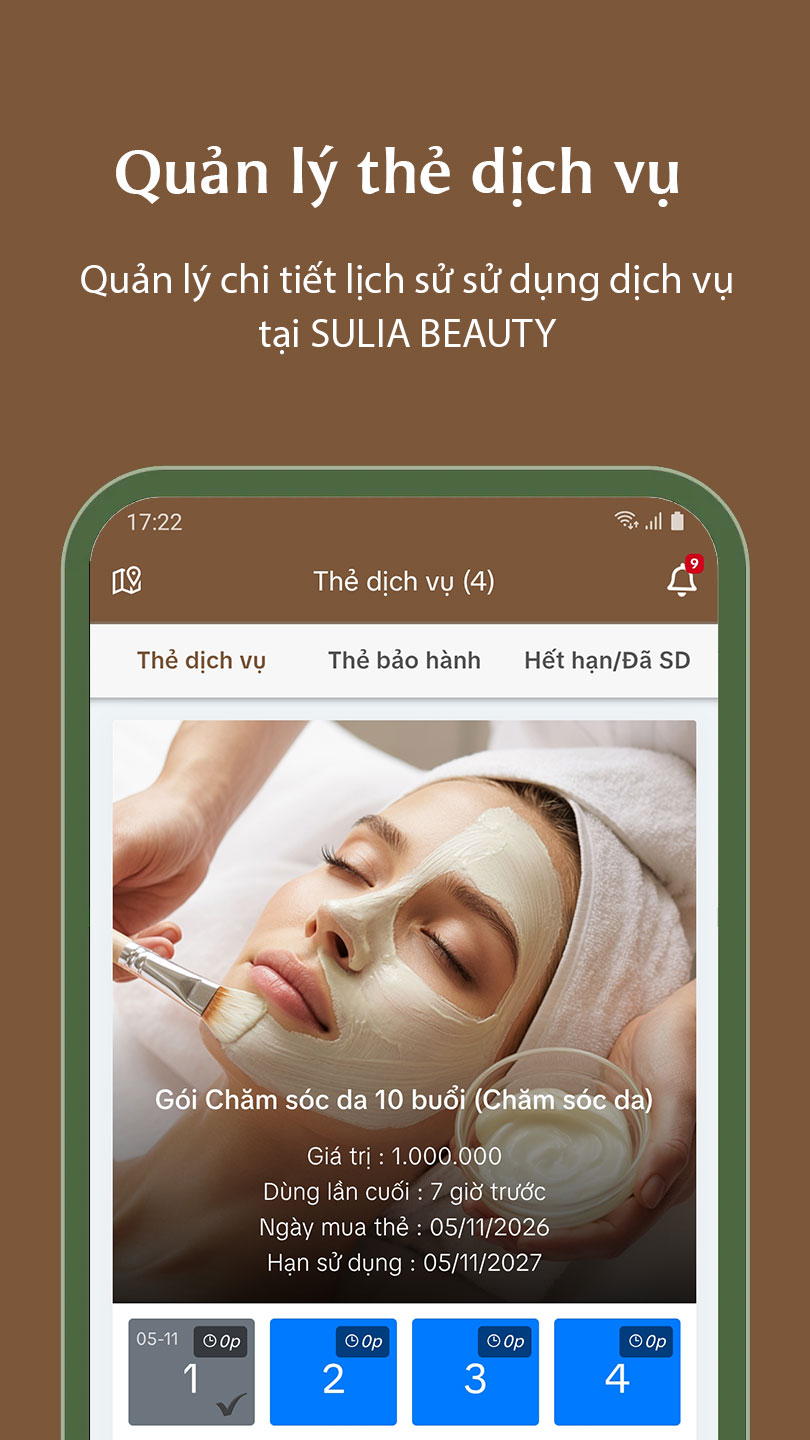 Quản lý thẻ dịch vụ
Quản lý chi tiết lịch sử sử dụng dịch vụ
tại SULIA BEAUTY
17:22
Thẻ dịch vụ (4)
9
Thẻ dịch vụ
Thẻ bảo hành
Hết hạn/Đã SD
Gói Chăm sóc da 10 buổi (Chăm sóc da)
Giá trị : 1.000.000
Dùng lần cuối : 7 giờ trước
Ngày mua thẻ : 05/11/2026
Hạn sử dụng : 05/11/2027
05-11
0p
1
0p
2
0p
3
0p
4